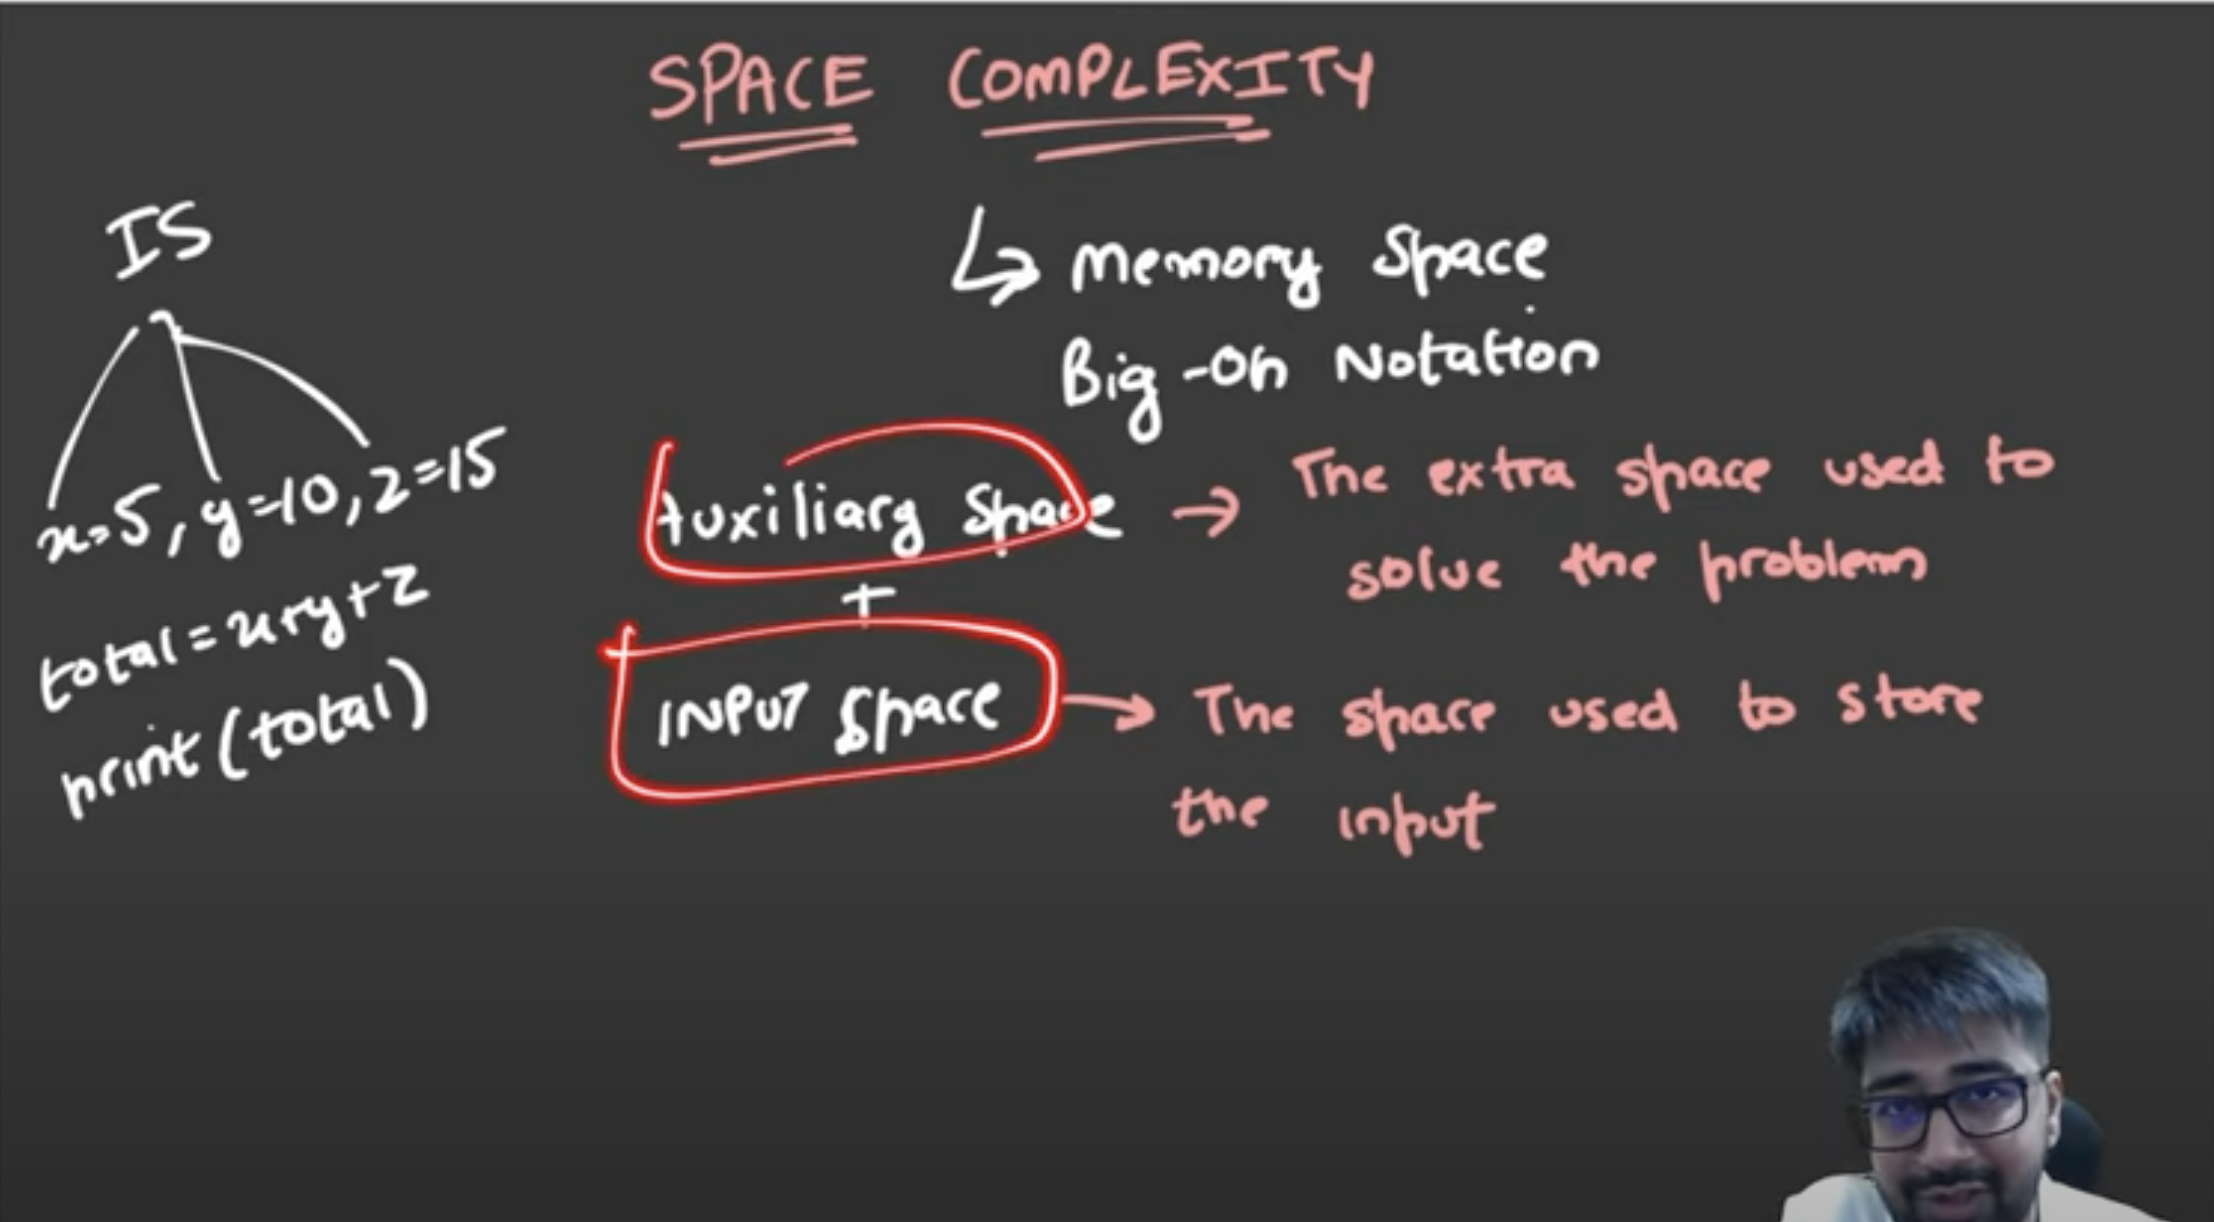 SPACE COMPLEXITY
IS
↳ Memory Space
Big-Oh Notation
x=5, y=10, z=15
total = x+y+z
print(total)
Auxiliary Space → The extra space used to
solve the problem
+
INPUT Space → The space used to store
the input